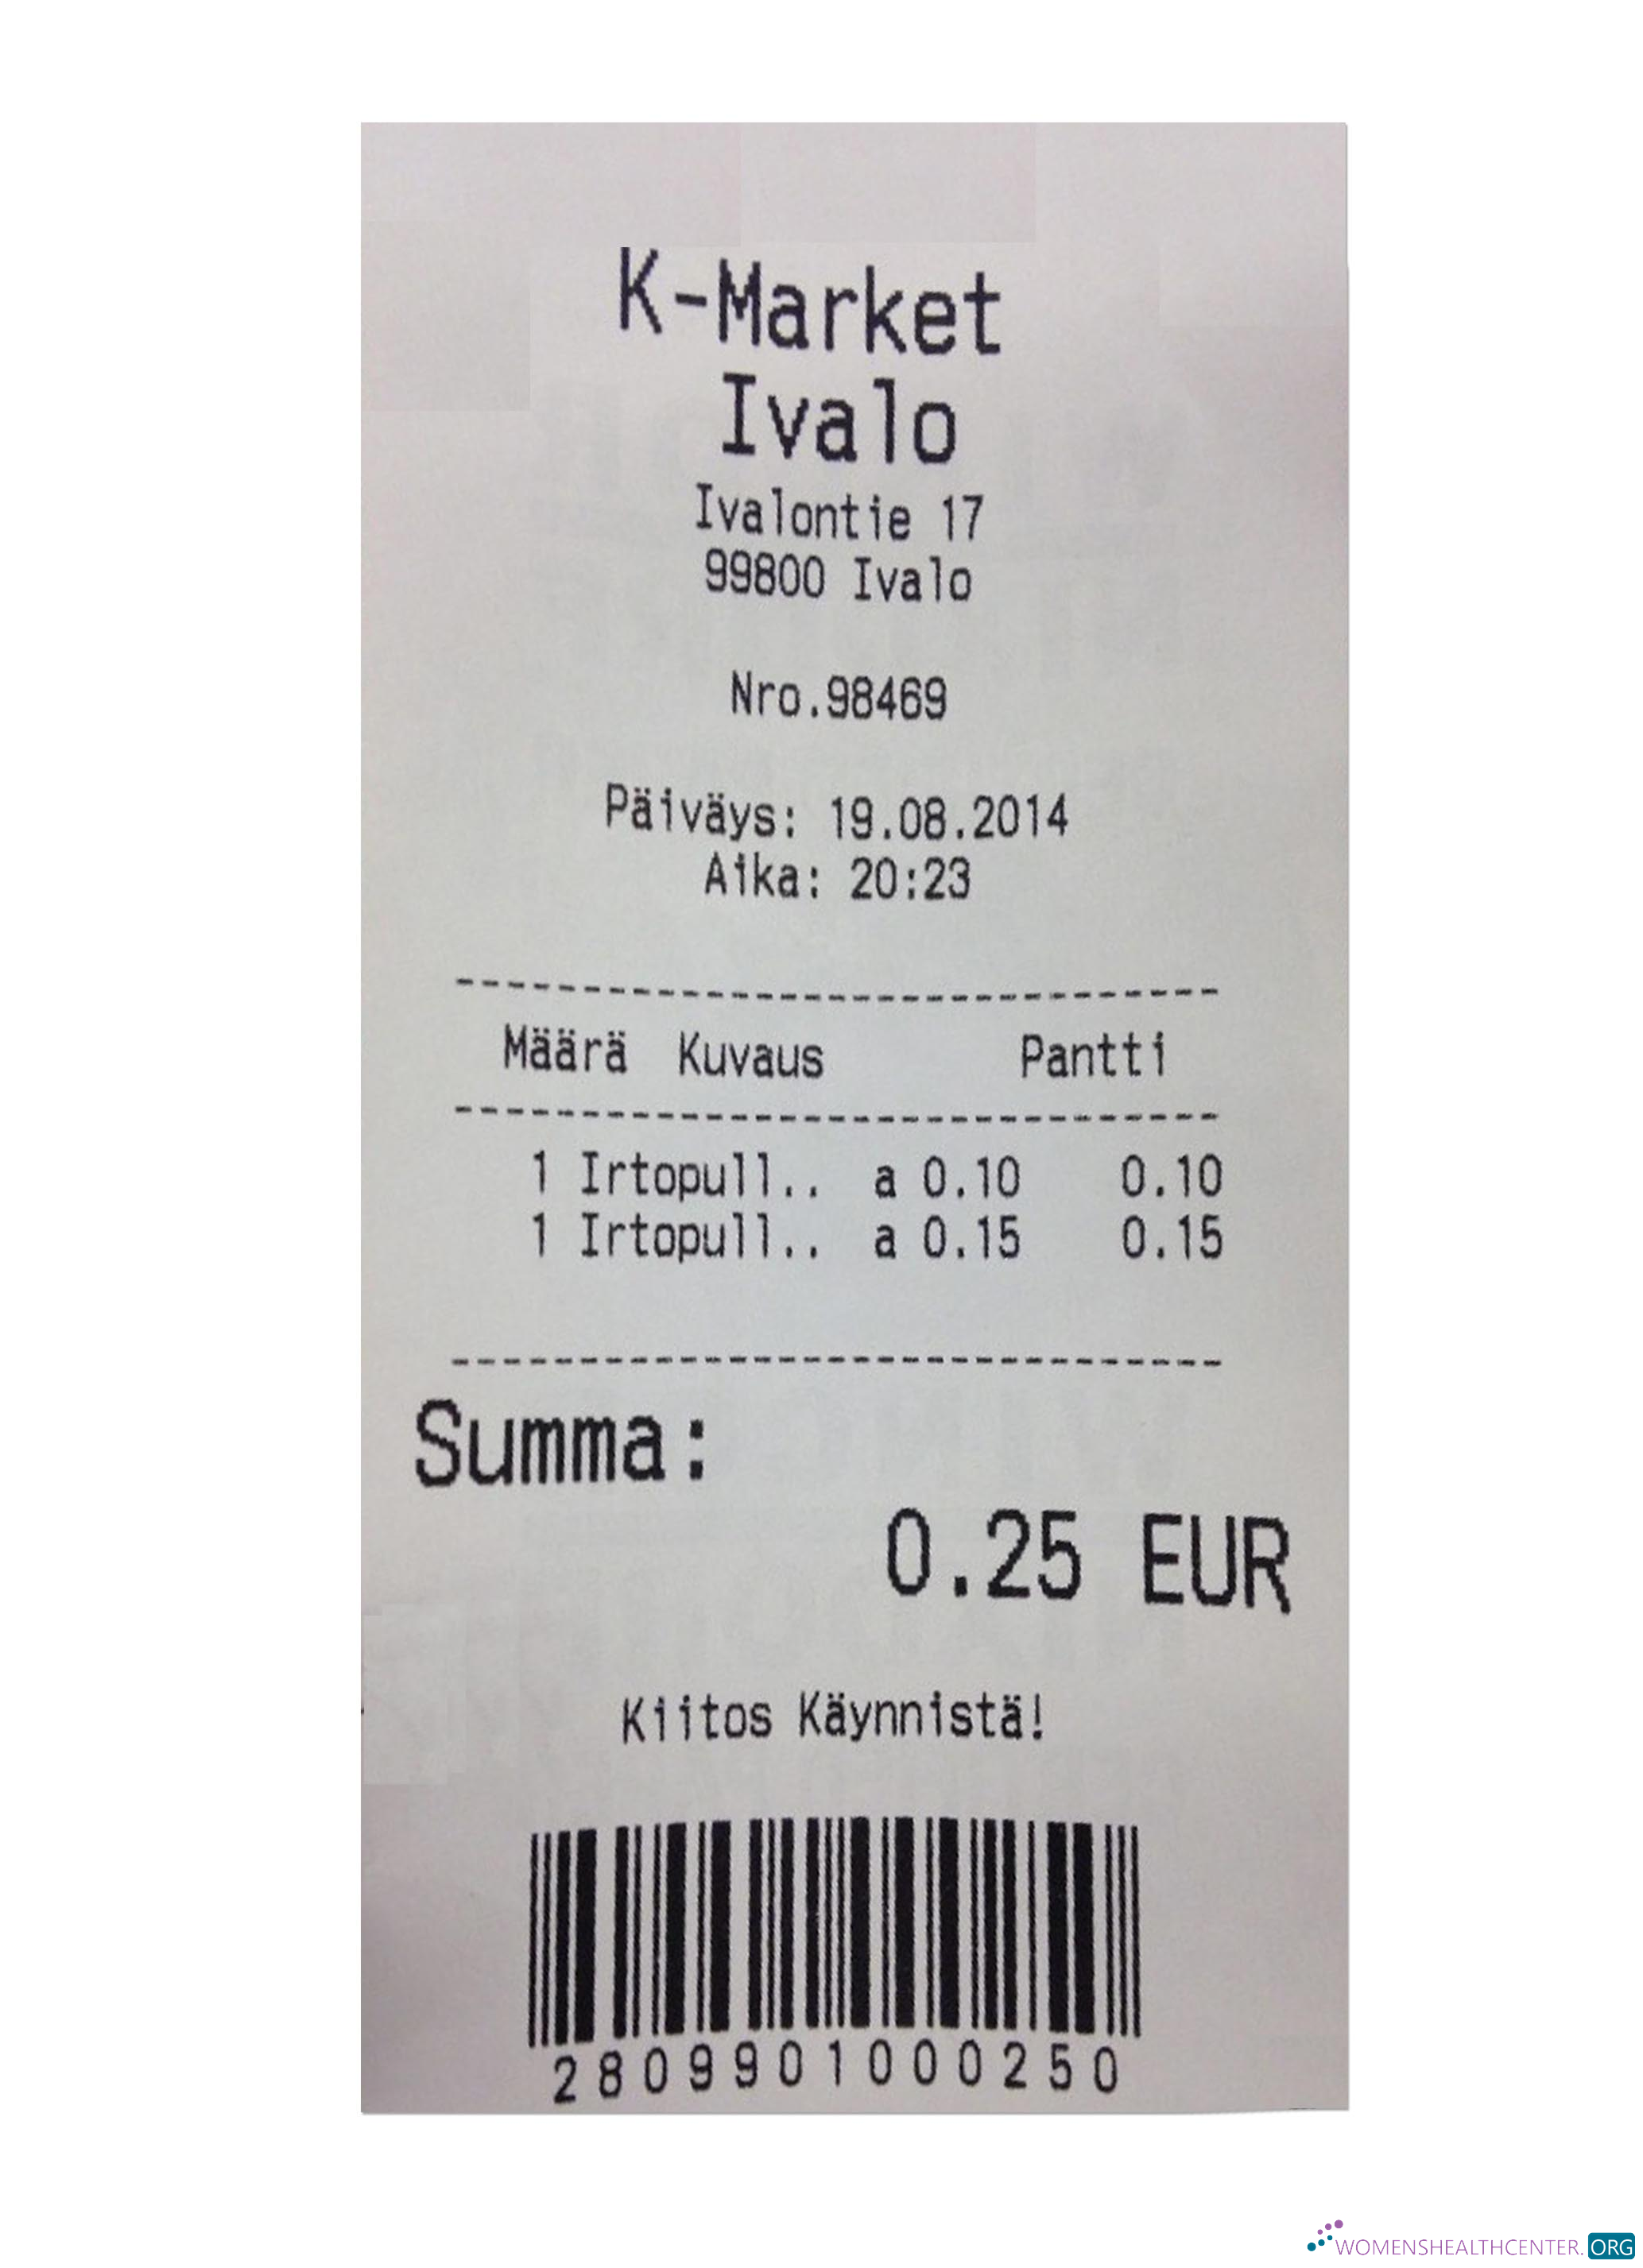 K-Market
Ivalo
Ivalontie 17
99800 Ivalo
Nro.98469
Päiväys: 19.08.2014
Aika: 20:23
--------------------------------
Määrä Kuvaus Pantti
--------------------------------
1 Irtopull.. a 0.10 0.10
1 Irtopull.. a 0.15 0.15
--------------------------------
Summa:
0.25 EUR
Kiitos Käynnistä!
2809901000250
WOMENSHEALTHCENTER.ORG